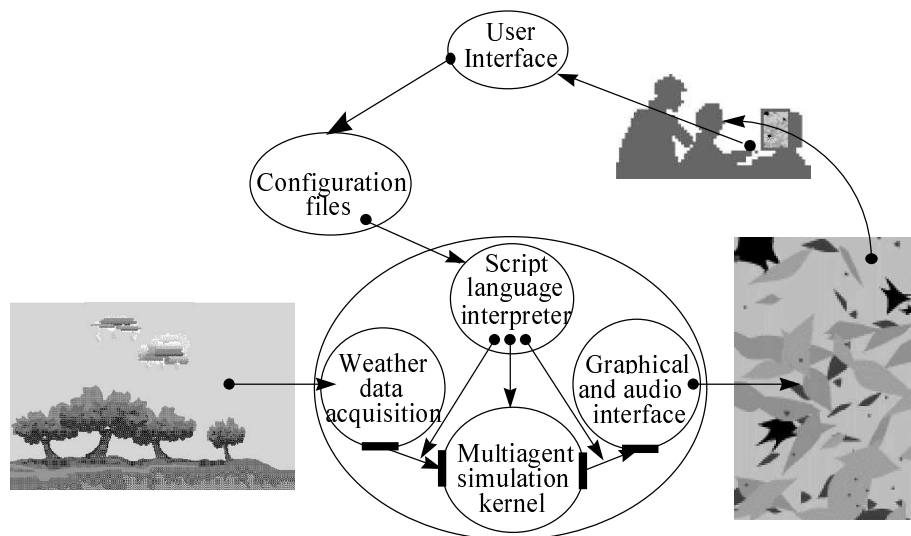 User
Interface
Configuration
files
Script
language
interpreter
Weather
data
acquisition
Graphical
and audio
interface
Multiagent
simulation
kernel